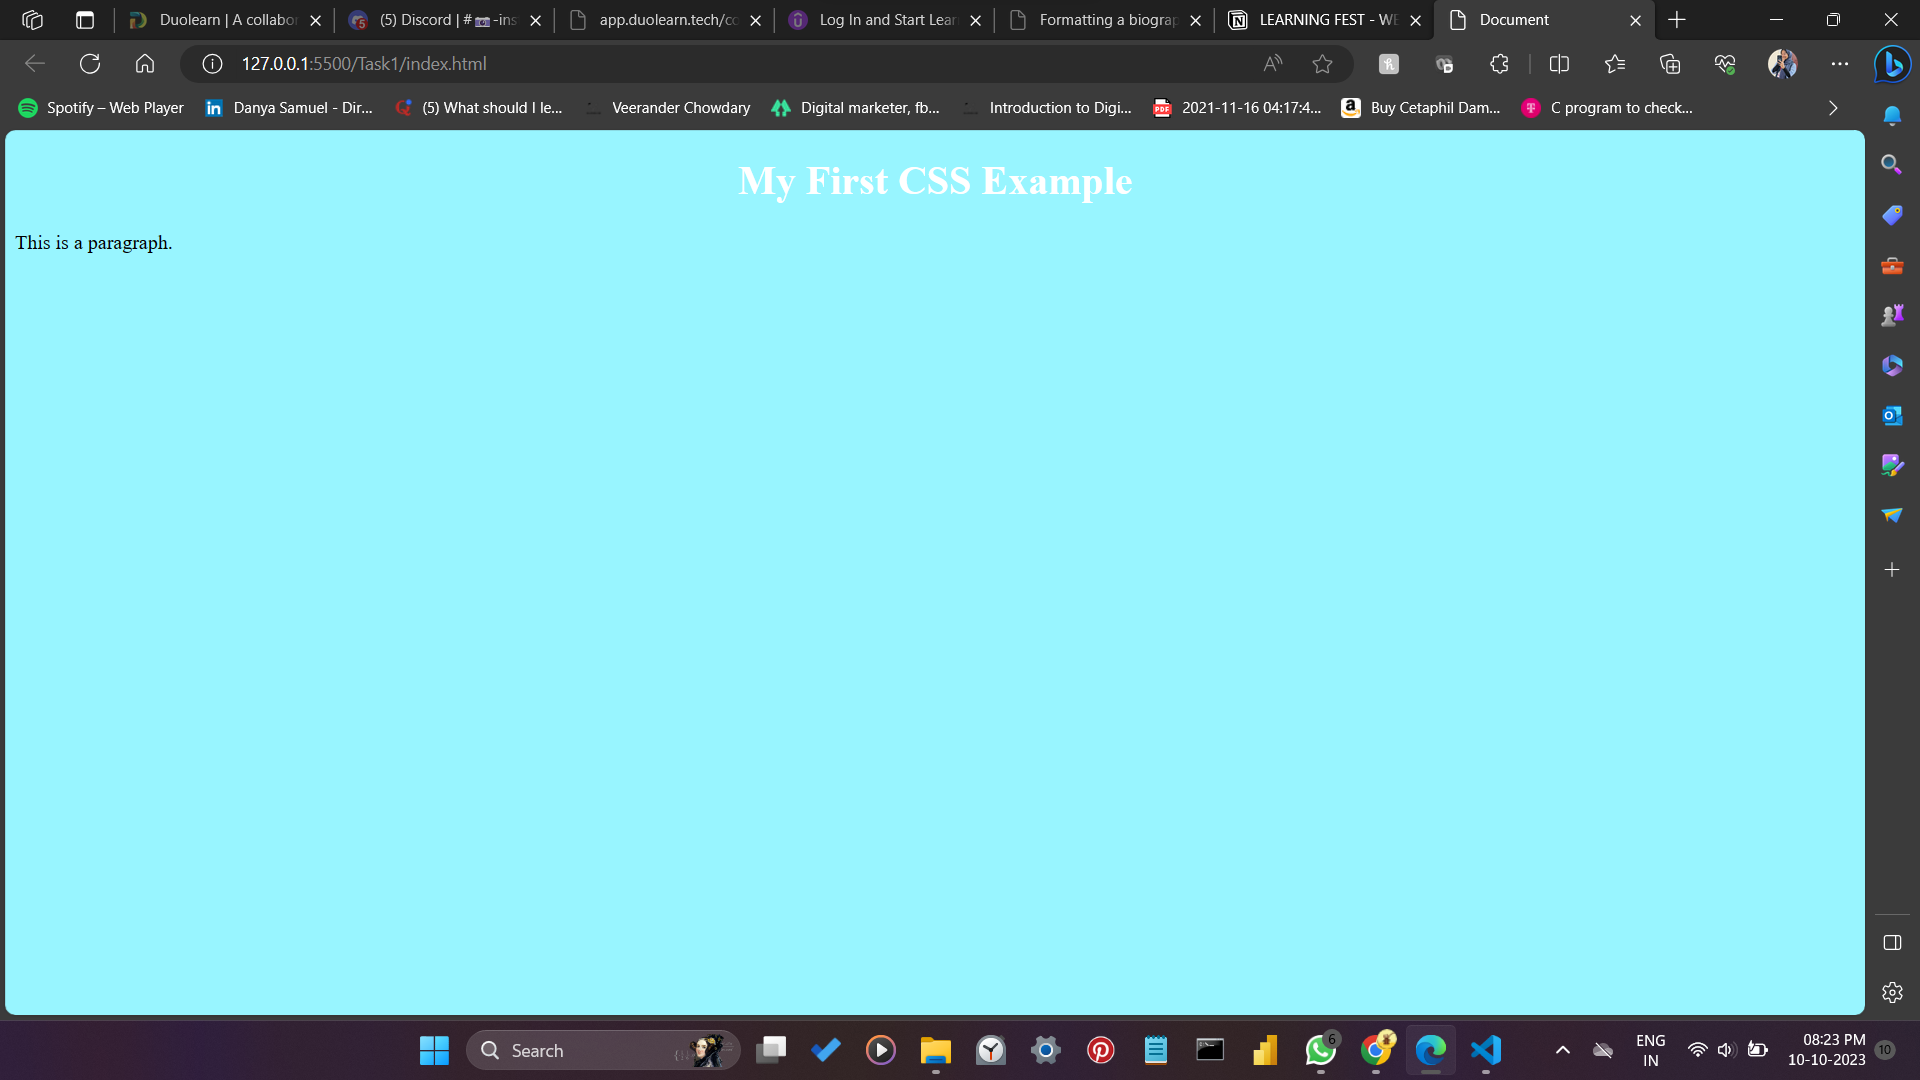 Duolearn | A collabor
(5) Discord | #📷-ins
app.duolearn.tech/co
Log In and Start Lear
Formatting a biograp
LEARNING FEST - WE
Document
127.0.0.1:5500/Task1/index.html
Spotify – Web Player
Danya Samuel - Dir...
(5) What should I le...
Veerander Chowdary
Digital marketer, fb...
Introduction to Digi...
2021-11-16 04:17:4...
Buy Cetaphil Dam...
C program to check...
My First CSS Example
This is a paragraph.
Search
6
ENG
IN
08:23 PM
10-10-2023
10